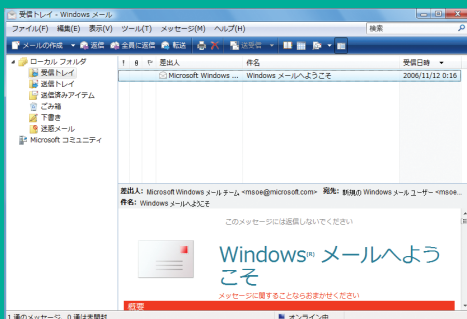 受信トレイ - Windows メール
ファイル(F) 編集(E) 表示(V) ツール(T) メッセージ(M) ヘルプ(H)
検索
メールの作成 返信 全員に返信 転送 送受信
ローカル フォルダ
受信トレイ
送信トレイ
送信済みアイテム
ごみ箱
下書き
迷惑メール
Microsoft コミュニティ
差出人 件名 受信日時
Microsoft Windows ... Windows メールへようこそ 2006/11/12 0:16
差出人: Microsoft Windows メール チーム <msoe@microsoft.com> 宛先: 新規の Windows メール ユーザー <msoe...
件名: Windows メールへようこそ
このメッセージには返信しないでください
Windows(R) メールへよう
こそ
メッセージに関することならおまかせください
概要
1 通のメッセージ、0 通は未開封
オンライン中